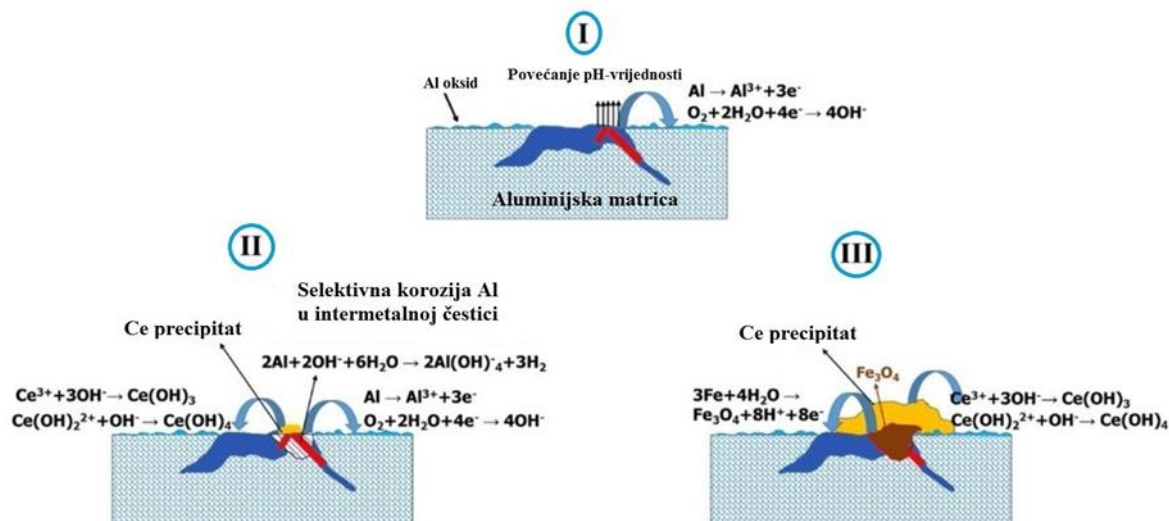 I
Povećanje pH-vrijednosti
Al oksid
Al → Al³⁺+3e⁻
O₂+2H₂O+4e⁻→ 4OH⁻
Aluminijska matrica
II
Selektivna korozija Al
u intermetalnoj čestici
Ce precipitat
2Al+2OH⁻+6H₂O → 2Al(OH)⁻₄+3H₂
Ce³⁺+3OH⁻→ Ce(OH)₃
Ce(OH)₂²⁺+OH⁻→ Ce(OH)₄
Al → Al³⁺+3e⁻
O₂+2H₂O+4e⁻ → 4OH⁻
III
Ce precipitat
Fe₃O₄
3Fe+4H₂O →
Fe₃O₄+8H⁺+8e⁻
Ce³⁺+3OH⁻→ Ce(OH)₃
Ce(OH)₂²⁺+OH⁻→ Ce(OH)₄